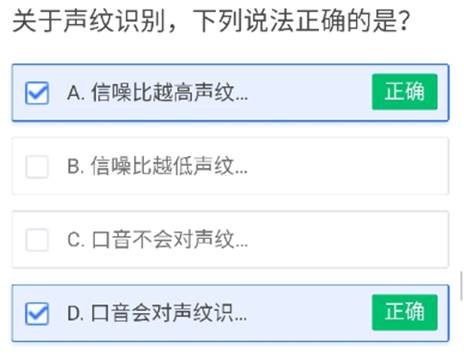 关于声纹识别，下列说法正确的是？
A. 信噪比越高声纹...
正确
B. 信噪比越低声纹...
C. 口音不会对声纹...
D. 口音会对声纹识...
正确